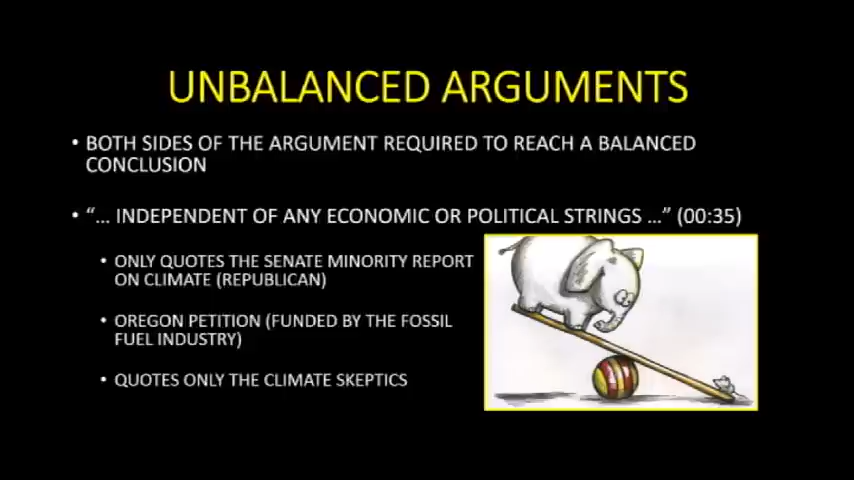 UNBALANCED ARGUMENTS
• BOTH SIDES OF THE ARGUMENT REQUIRED TO REACH A BALANCED
CONCLUSION
• “... INDEPENDENT OF ANY ECONOMIC OR POLITICAL STRINGS ...” (00:35)
• ONLY QUOTES THE SENATE MINORITY REPORT
ON CLIMATE (REPUBLICAN)
• OREGON PETITION (FUNDED BY THE FOSSIL
FUEL INDUSTRY)
• QUOTES ONLY THE CLIMATE SKEPTICS